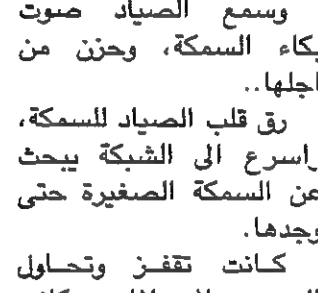 وسمع الصياد صوت
بكاء السمكة، وحزن من
اجلها..
رق قلب الصياد للسمكة،
واسرع الى الشبكة يبحث
عن السمكة الصغيرة حتى
وجدها.
كانت تقفز وتحاول